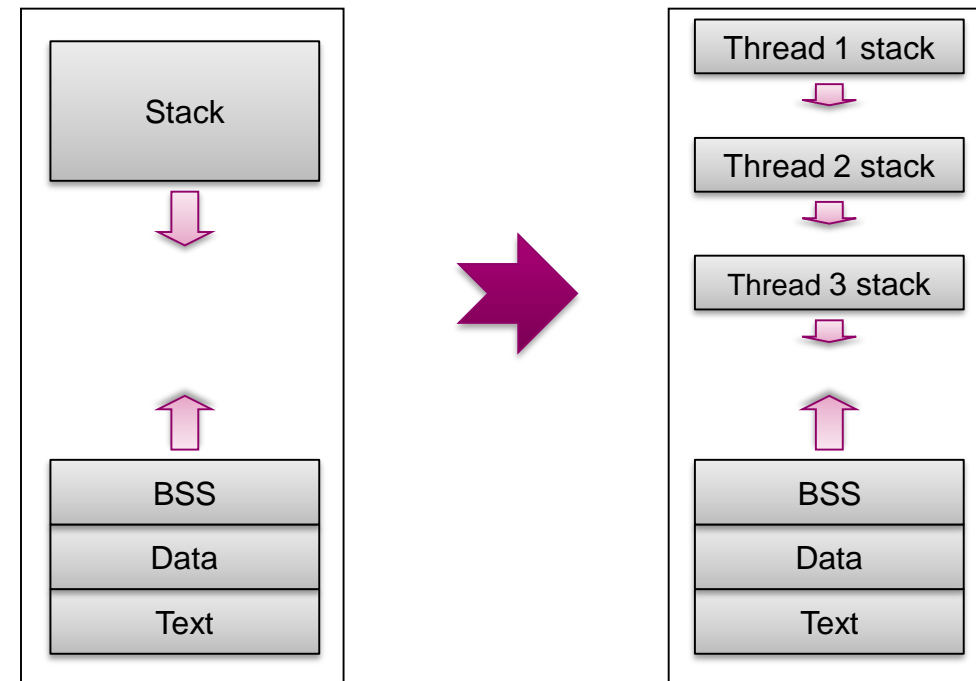 Stack
BSS
Data
Text
Thread 1 stack
Thread 2 stack
Thread 3 stack
BSS
Data
Text